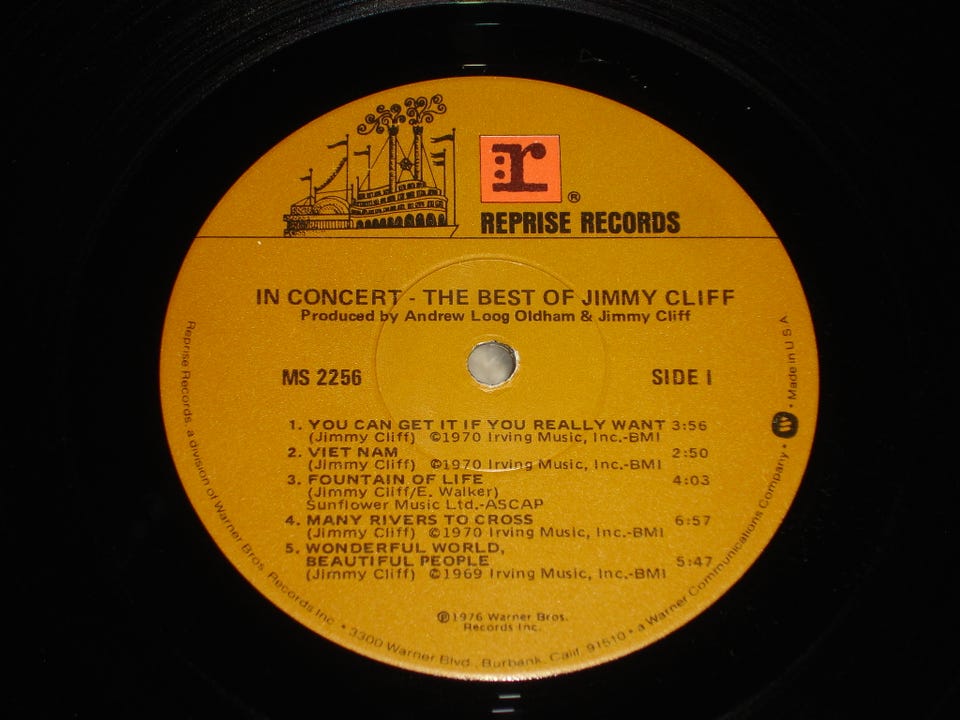 r ®
REPRISE RECORDS
IN CONCERT - THE BEST OF JIMMY CLIFF
Produced by Andrew Loog Oldham & Jimmy Cliff
MS 2256 SIDE 1
1. YOU CAN GET IT IF YOU REALLY WANT 3:56
(Jimmy Cliff) ©1970 Irving Music, Inc.-BMI
2. VIET NAM 2:50
(Jimmy Cliff) ©1970 Irving Music, Inc.-BMI
3. FOUNTAIN OF LIFE 4:03
(Jimmy Cliff/E. Walker)
Sunflower Music Ltd.-ASCAP
4. MANY RIVERS TO CROSS 6:57
(Jimmy Cliff) ©1970 Irving Music, Inc.-BMI
5. WONDERFUL WORLD,
BEAUTIFUL PEOPLE 5:47
(Jimmy Cliff) ©1969 Irving Music, Inc.-BMI
℗1976 Warner Bros.
Records Inc.
Reprise Records, a division of Warner Bros. Records Inc. • 3300 Warner Blvd., Burbank, Calif. 91510 • a Warner Communications Company. W • Made in U.S.A.